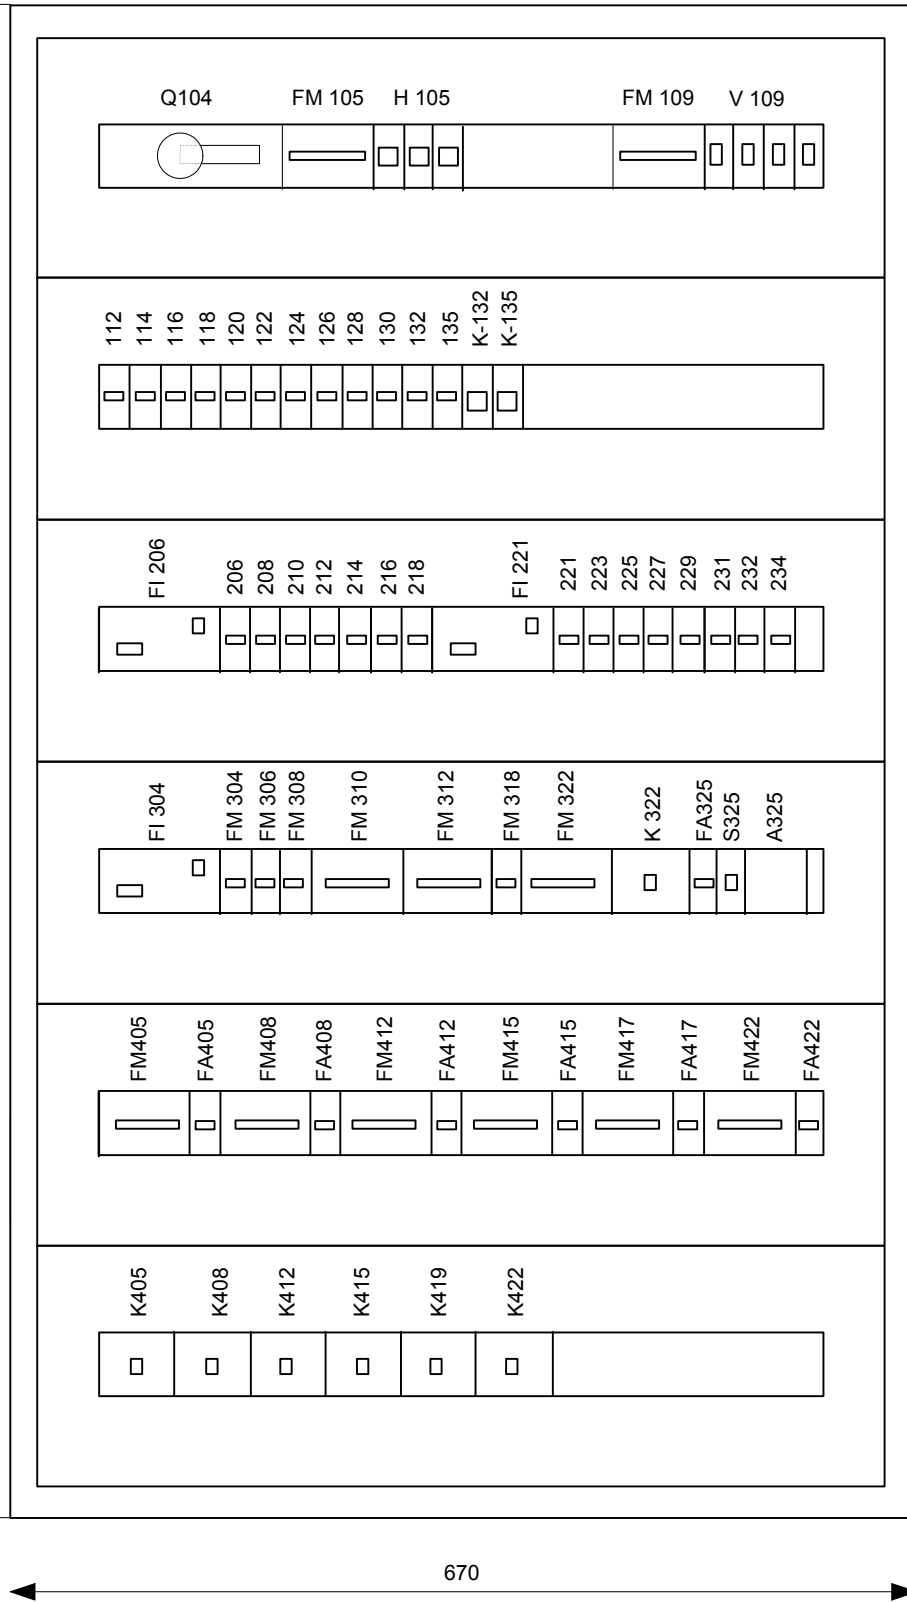 Q104 FM 105 H 105 FM 109 V 109
112 114 116 118 120 122 124 126 128 130 132 135 K-132 K-135
FI 206 206 208 210 212 214 216 218 FI 221 221 223 225 227 229 231 232 234
FI 304 FM 304 FM 306 FM 308 FM 310 FM 312 FM 318 FM 322 K 322 FA325 S325 A325
FM405 FA405 FM408 FA408 FM412 FA412 FM415 FA415 FM417 FA417 FM422 FA422
K405 K408 K412 K415 K419 K422
670